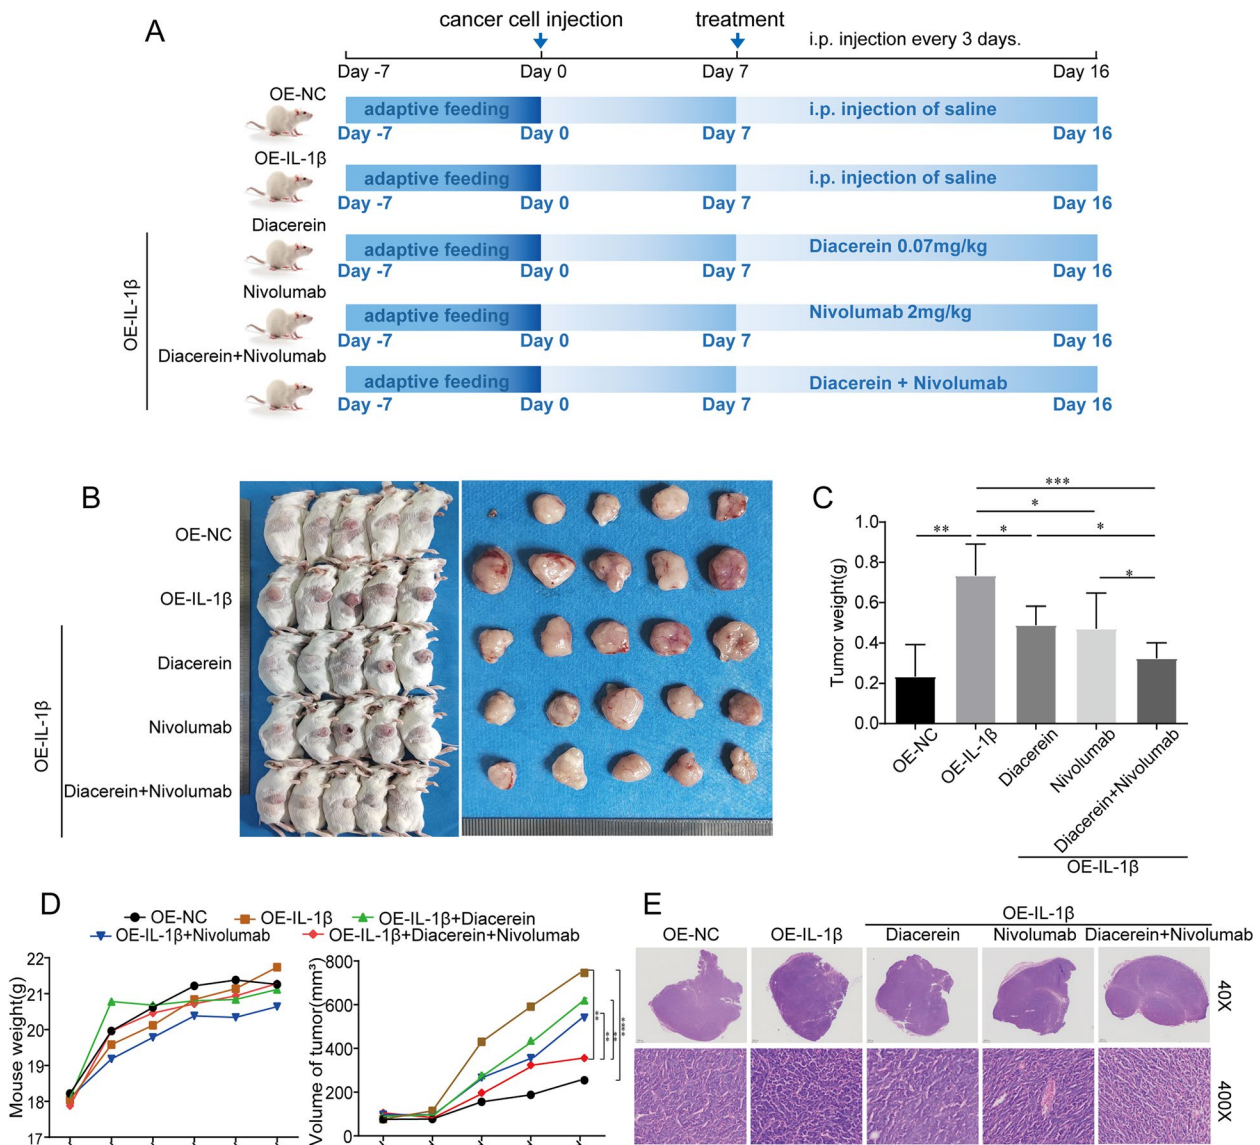 A
cancer cell injection
treatment
i.p. injection every 3 days.
Day -7
Day 0
Day 7
Day 16
OE-NC
adaptive feeding
i.p. injection of saline
Day -7
Day 0
Day 7
Day 16
OE-IL-1β
adaptive feeding
i.p. injection of saline
Day -7
Day 0
Day 7
Day 16
OE-IL-1β
Diacerein
adaptive feeding
Diacerein 0.07mg/kg
Day -7
Day 0
Day 7
Day 16
Nivolumab
adaptive feeding
Nivolumab 2mg/kg
Day -7
Day 0
Day 7
Day 16
Diacerein+Nivolumab
adaptive feeding
Diacerein + Nivolumab
Day -7
Day 0
Day 7
Day 16
B
OE-NC
OE-IL-1β
Diacerein
Nivolumab
Diacerein+Nivolumab
OE-IL-1β
C
Tumor weight(g)
1.0
0.8
0.6
0.4
0.2
0.0
***
*
**
*
*
*
OE-NC
OE-IL-1β
Diacerein
Nivolumab
Diacerein+Nivolumab
OE-IL-1β
D
OE-NC
OE-IL-1β
OE-IL-1β+Diacerein
OE-IL-1β+Nivolumab
OE-IL-1β+Diacerein+Nivolumab
Mouse weight(g)
22
21
20
19
18
17
Volume of tumor(mm³)
800
600
400
200
0
E
OE-IL-1β
OE-NC
OE-IL-1β
Diacerein
Nivolumab
Diacerein+Nivolumab
40X
400X